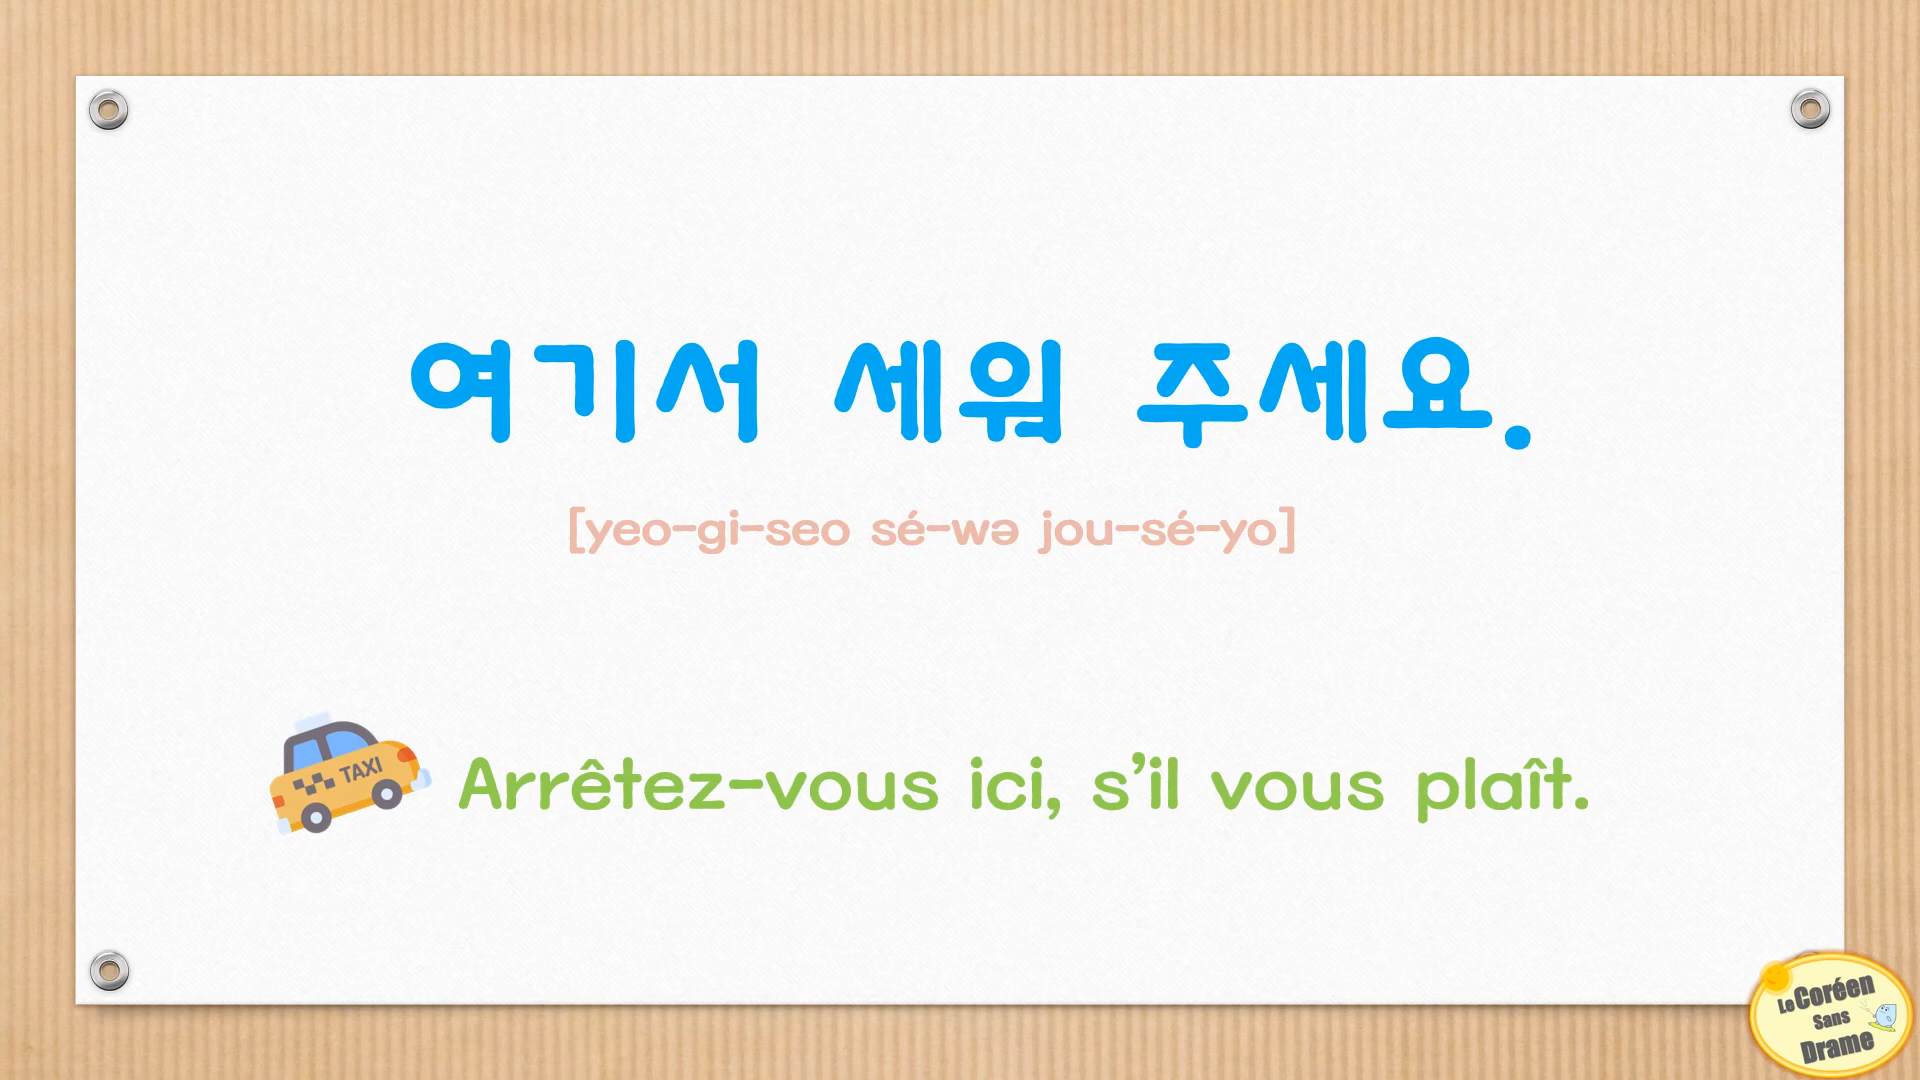 여기서 세워 주세요.
[yeo-gi-seo sé-wə jou-sé-yo]
TAXI
Arrêtez-vous ici, s’il vous plaît.
Le Coréen
Sans
Drame